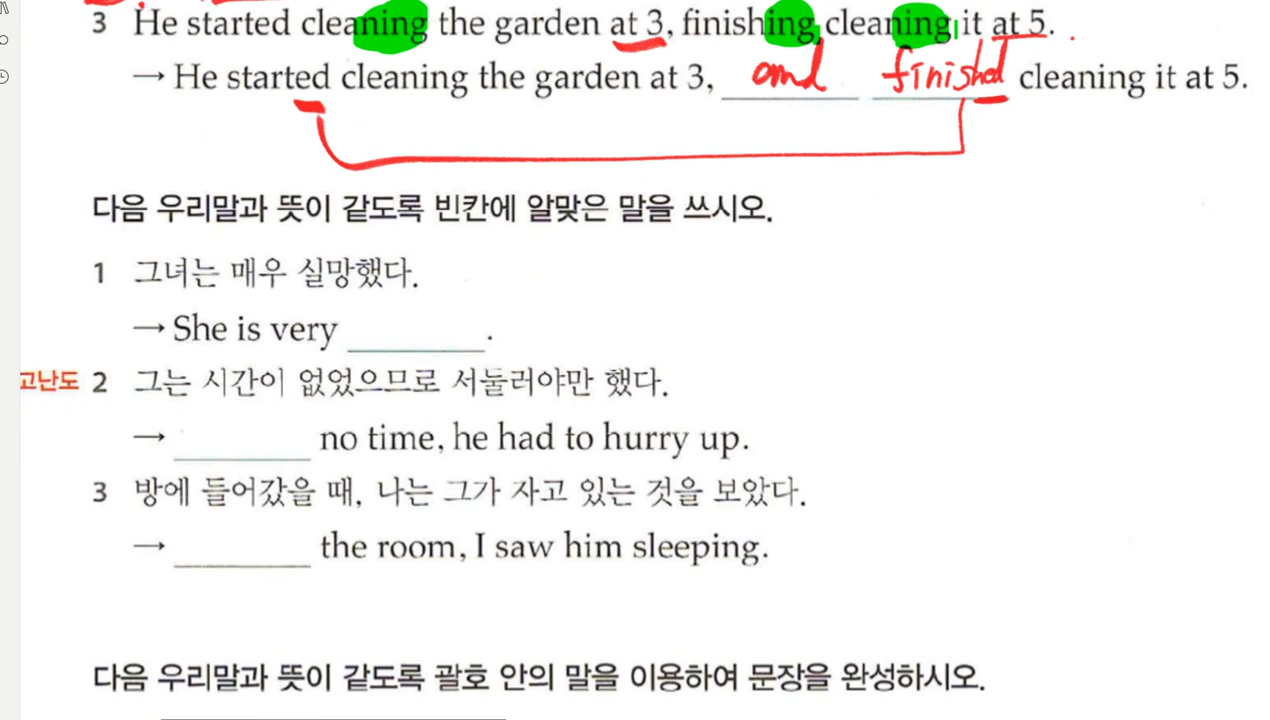 3 He started cleaning the garden at 3, finishing cleaning it at 5.
→ He started cleaning the garden at 3, and finished cleaning it at 5.
다음 우리말과 뜻이 같도록 빈칸에 알맞은 말을 쓰시오.
1 그녀는 매우 실망했다.
→ She is very ________.
고난도 2 그는 시간이 없었으므로 서둘러야만 했다.
→ ________ no time, he had to hurry up.
3 방에 들어갔을 때, 나는 그가 자고 있는 것을 보았다.
→ ________ the room, I saw him sleeping.
다음 우리말과 뜻이 같도록 괄호 안의 말을 이용하여 문장을 완성하시오.